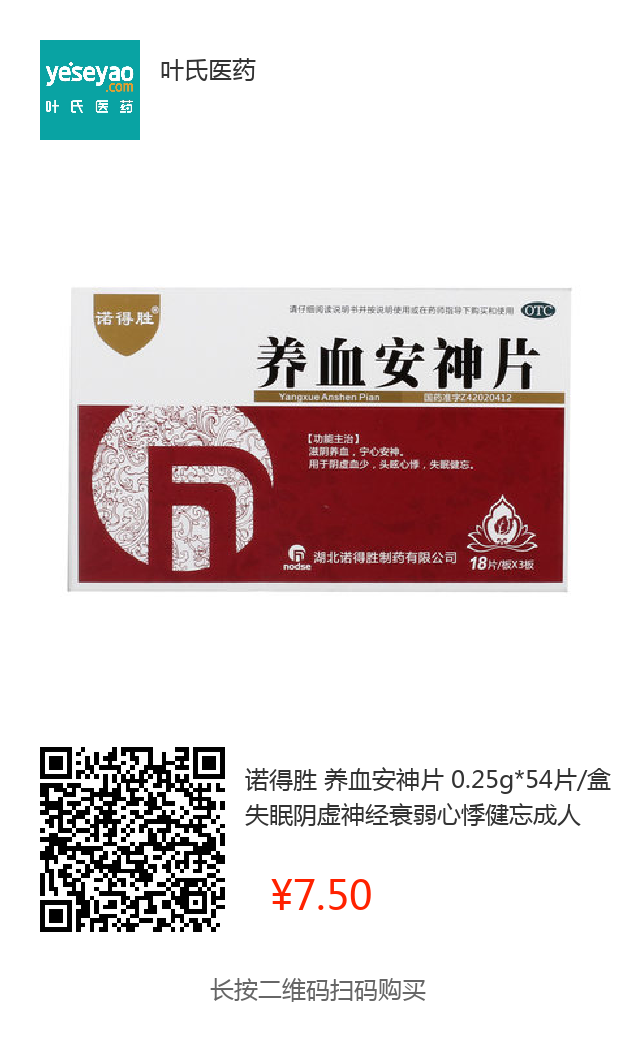 yeseyao
.com
叶氏医药
叶氏医药
诺得胜®
请仔细阅读说明书并按说明使用或在药师指导下购买和使用
OTC
养血安神片
Yangxue Anshen Pian 国药准字Z42020412
【功能主治】
滋阴养血，宁心安神。
用于阴虚血少，头眩心悸，失眠健忘。
nodse
湖北诺得胜制药有限公司
18片/板X3板
诺得胜 养血安神片 0.25g*54片/盒
失眠阴虚神经衰弱心悸健忘成人
¥7.50
长按二维码扫码购买